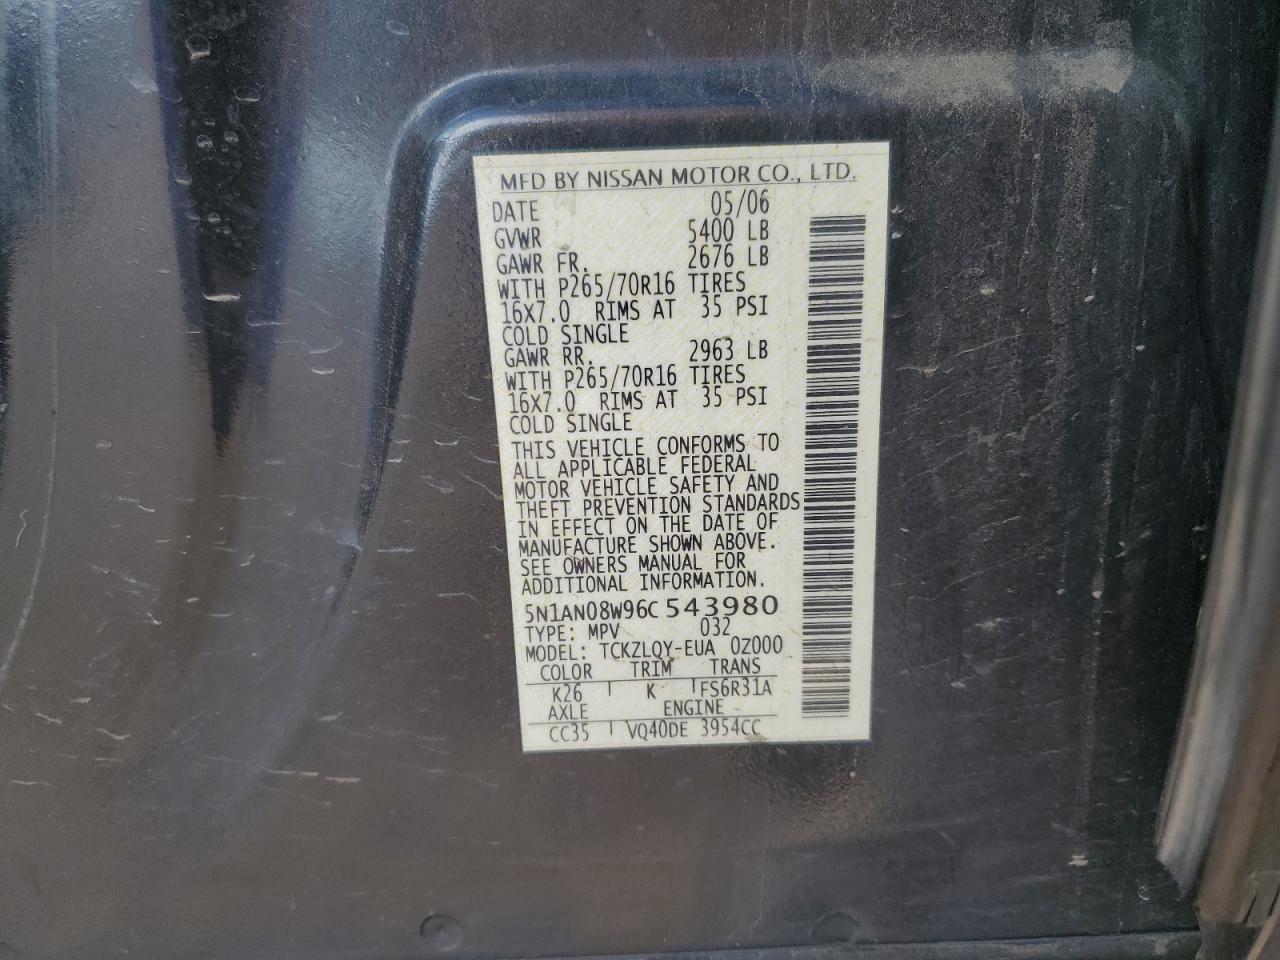 MFD BY NISSAN MOTOR CO., LTD.
DATE 05/06
GVWR 5400 LB
GAWR FR. 2676 LB
WITH P265/70R16 TIRES
16X7.0 RIMS AT 35 PSI
COLD SINGLE
GAWR RR. 2963 LB
WITH P265/70R16 TIRES
16X7.0 RIMS AT 35 PSI
COLD SINGLE
THIS VEHICLE CONFORMS TO
ALL APPLICABLE FEDERAL
MOTOR VEHICLE SAFETY AND
THEFT PREVENTION STANDARDS
IN EFFECT ON THE DATE OF
MANUFACTURE SHOWN ABOVE.
SEE OWNERS MANUAL FOR
ADDITIONAL INFORMATION.
5N1AN08W96C543980
TYPE: MPV 032
MODEL: TCKZLQY-EUA 0Z000
COLOR TRIM TRANS
K26 K FS6R31A
AXLE ENGINE
CC35 VQ40DE 3954CC